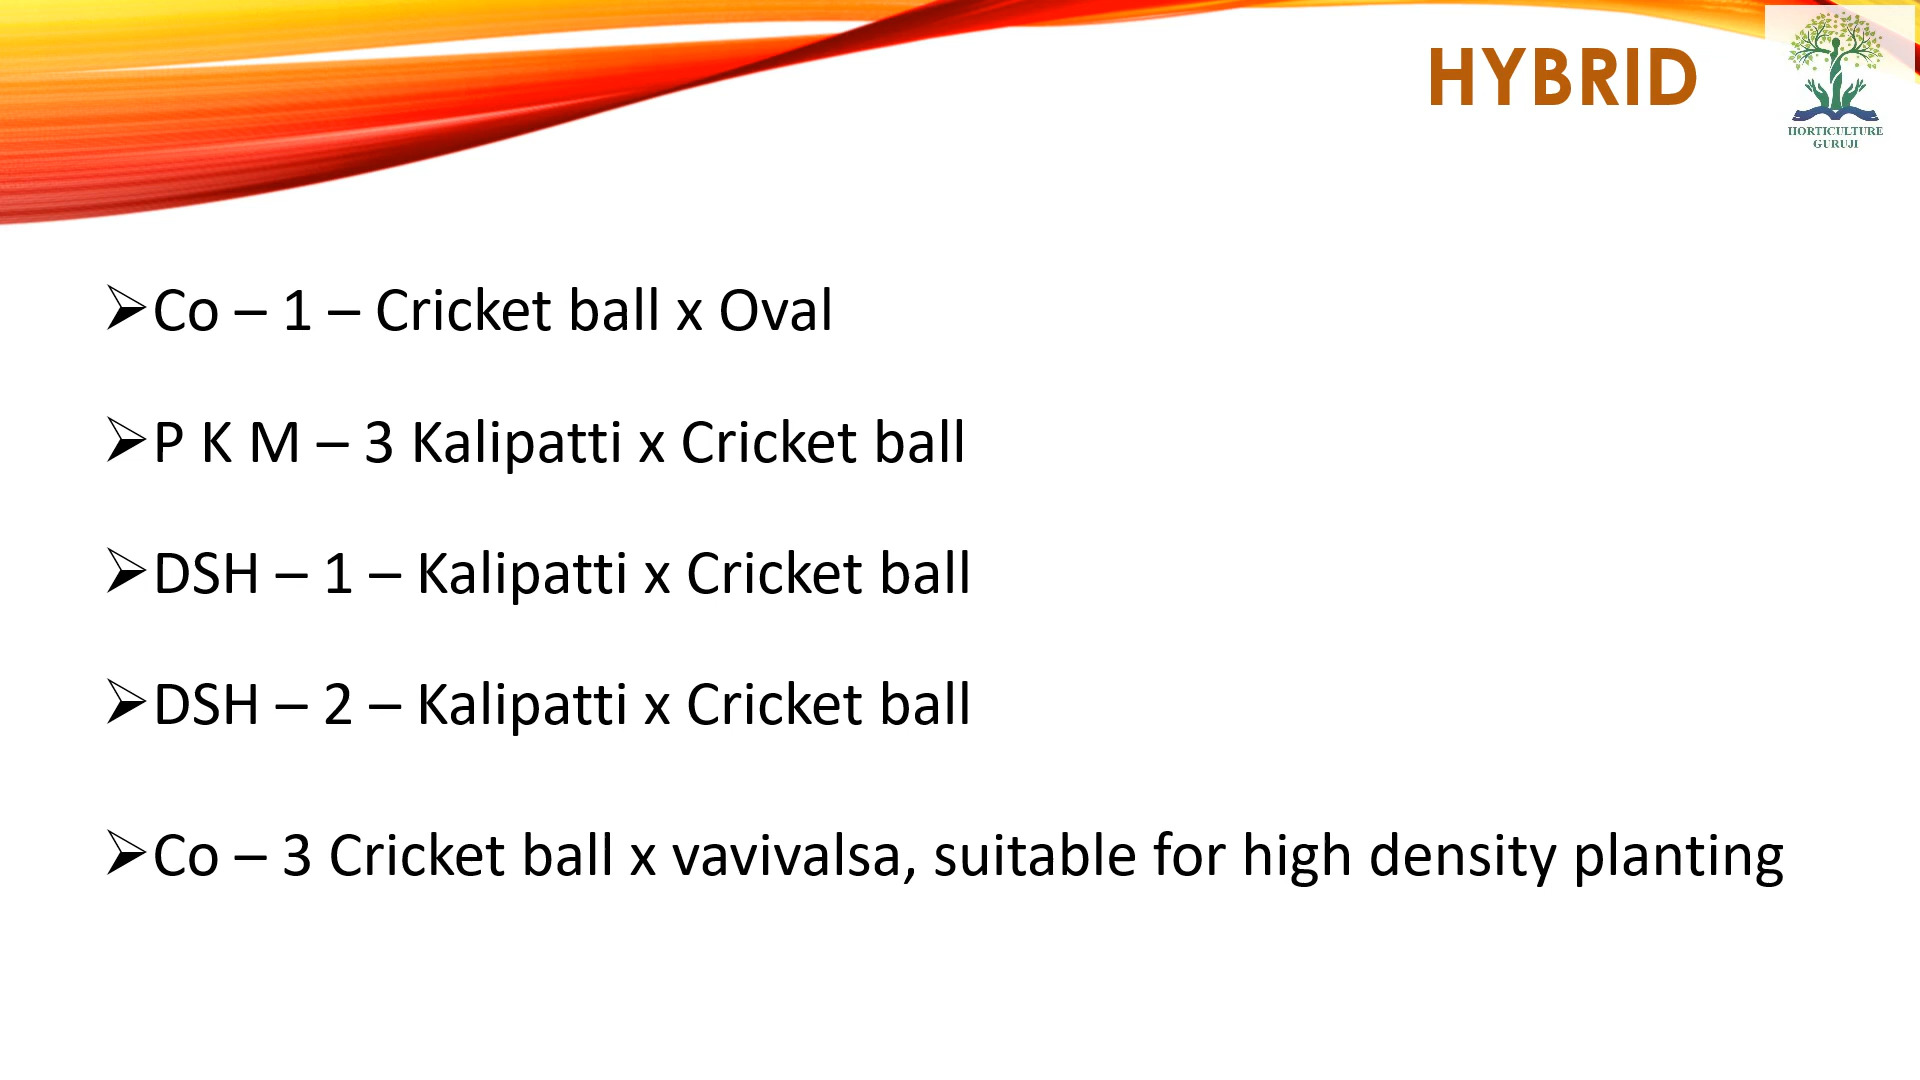 HYBRID
HORTICULTURE
GURUJI
➢Co – 1 – Cricket ball x Oval
➢P K M – 3 Kalipatti x Cricket ball
➢DSH – 1 – Kalipatti x Cricket ball
➢DSH – 2 – Kalipatti x Cricket ball
➢Co – 3 Cricket ball x vavivalsa, suitable for high density planting